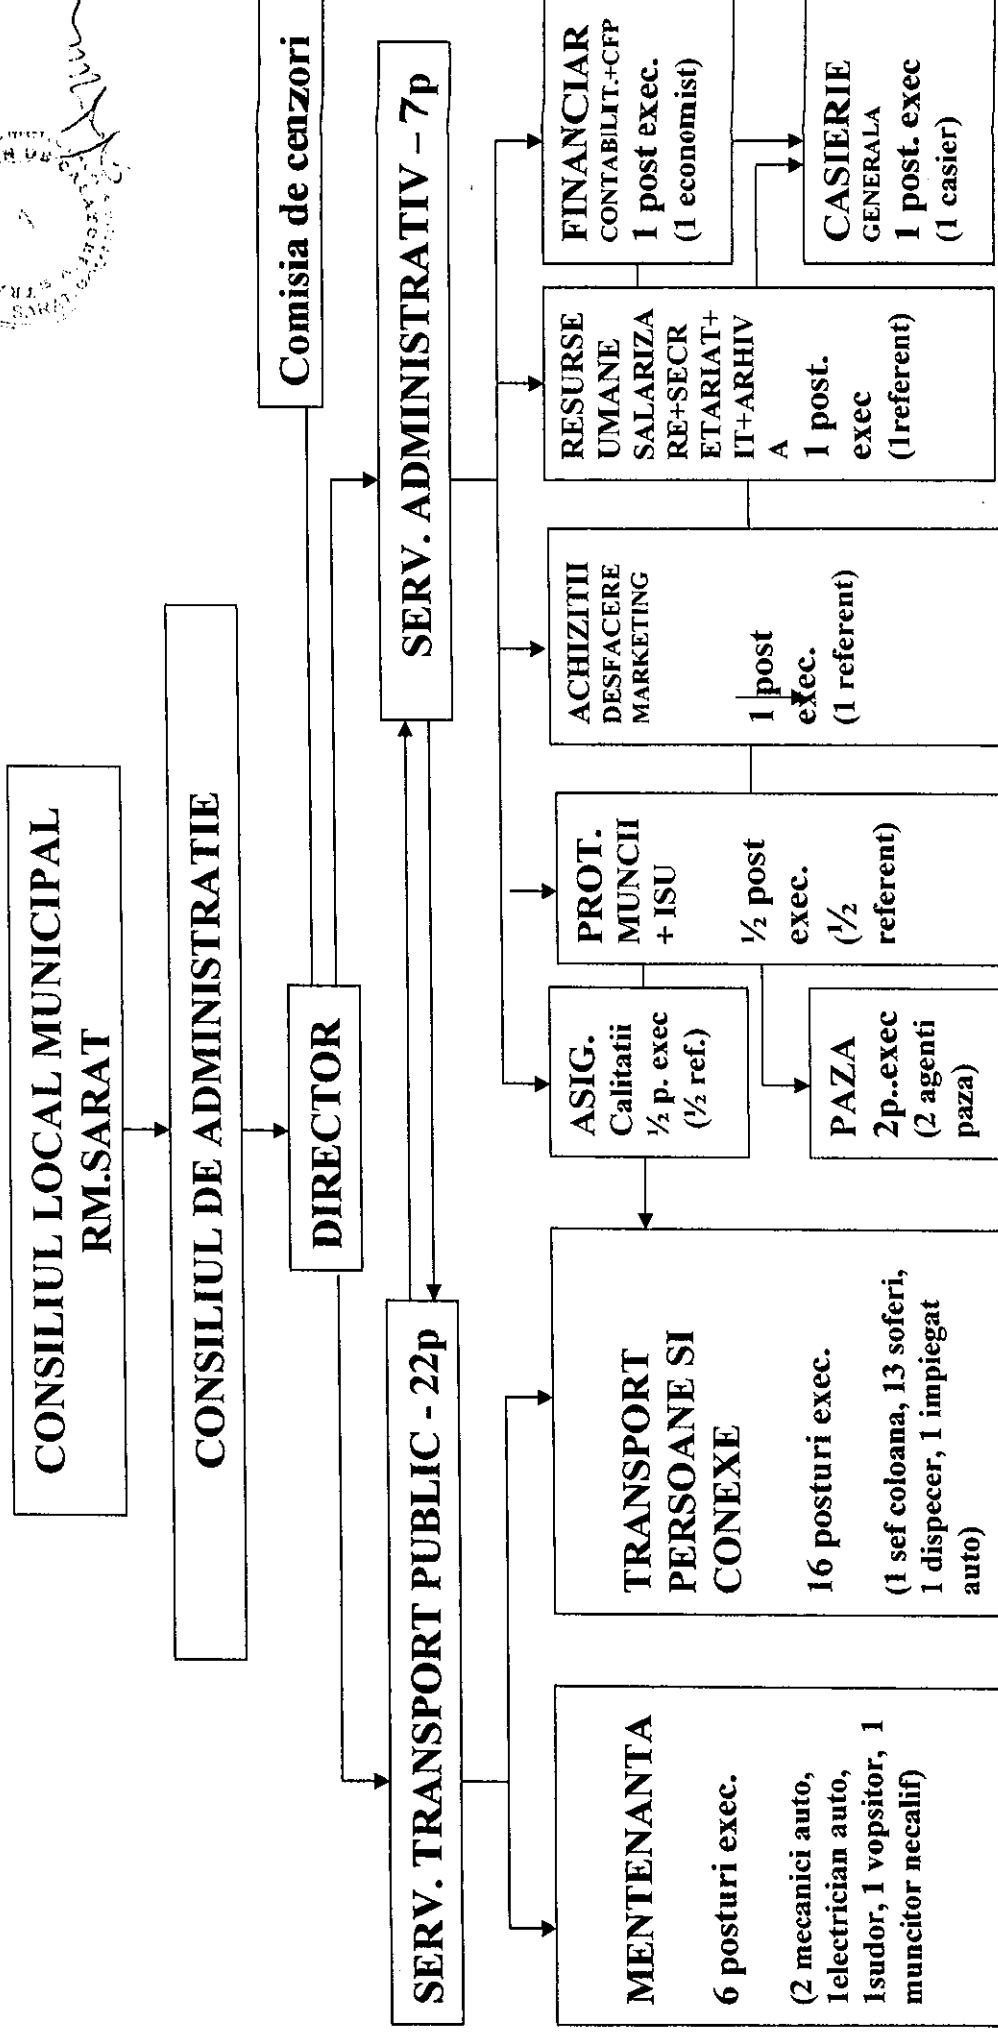 CONSILIUL LOCAL MUNICIPAL
RM.SARAT
CONSILIUL DE ADMINISTRATIE
Comisia de cenzori
DIRECTOR
SERV. TRANSPORT PUBLIC - 22p
SERV. ADMINISTRATIV – 7p
MENTENANTA
6 posturi exec.
(2 mecanici auto,
1electrician auto,
1sudor, 1 vopsitor, 1
muncitor necalif)
TRANSPORT
PERSOANE SI
CONEXE
16 posturi exec.
(1 sef coloana, 13 soferi,
1 dispecer, 1 impiegat
auto)
ASIG.
Calitatii
½ p. exec
(½ ref.)
PAZA
2p..exec
(2 agenti
paza)
PROT.
MUNCII
+ ISU
½ post
exec.
(½
referent)
ACHIZITII
DESFACERE
MARKETING
1 post
exec.
(1 referent)
RESURSE
UMANE
SALARIZA
RE+SECR
ETARIAT+
IT+ARHIV
A
1 post.
exec
(1referent)
FINANCIAR
CONTABILIT.+CFP
1 post exec.
(1 economist)
CASIERIE
GENERALA
1 post. exec
(1 casier)